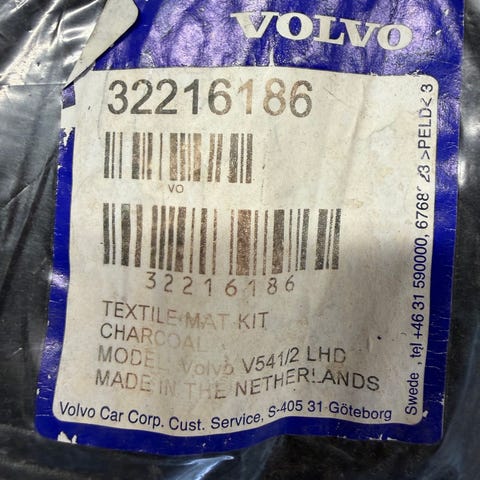 VOLVO
32216186
VO
32216186
TEXTILE MAT KIT
CHARCOAL
MODEL Volvo V541/2 LHD
MADE IN THE NETHERLANDS
Volvo Car Corp. Cust. Service, S-405 31 Göteborg
Swede , tel +46 31 590000, 6768 23 >PELD< 3